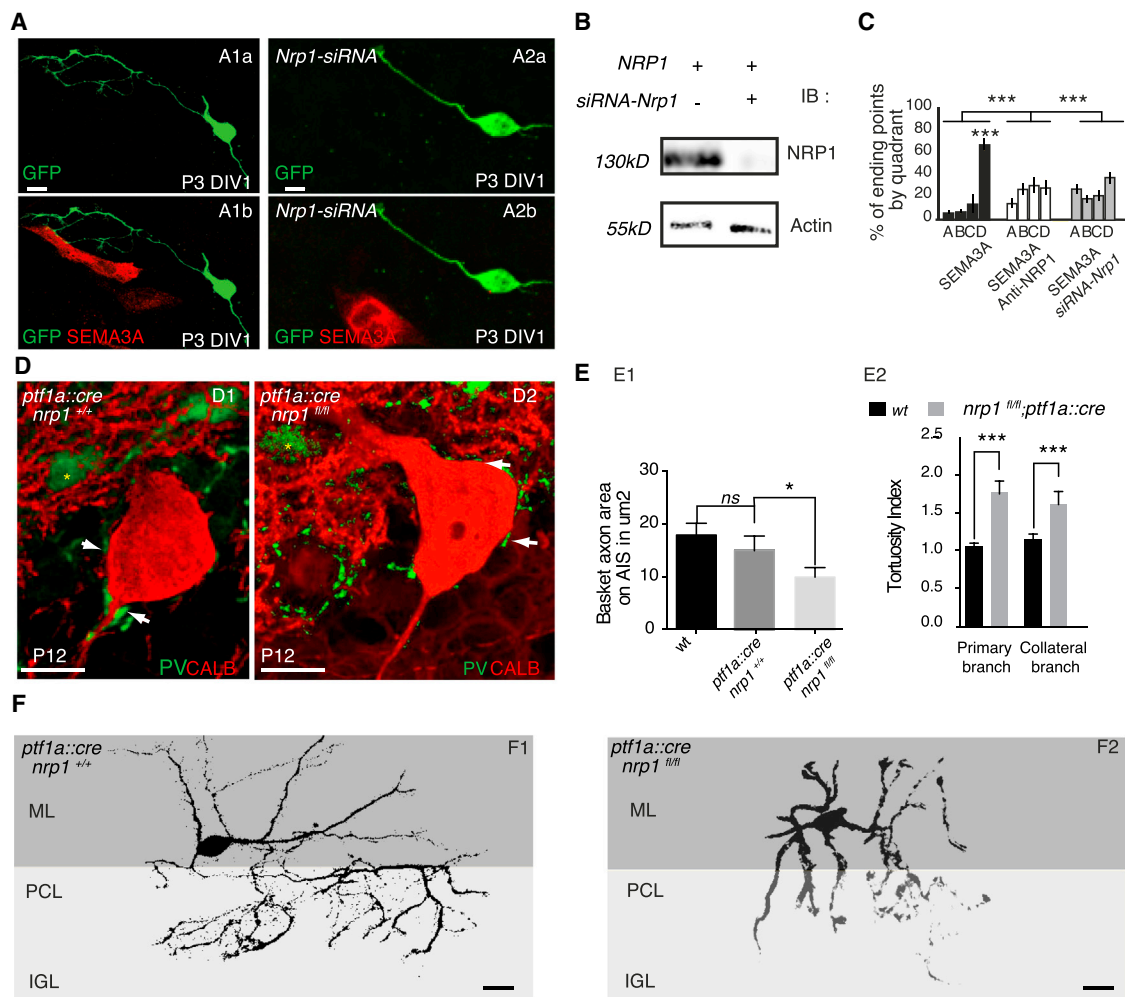 A
A1a
GFP
P3 DIV1
Nrp1-siRNA
A2a
GFP
P3 DIV1
A1b
GFP SEMA3A
P3 DIV1
Nrp1-siRNA
A2b
GFP SEMA3A
P3 DIV1
B
NRP1 + +
siRNA-Nrp1 - +
IB :
130kD
NRP1
55kD
Actin
C
% of ending points
by quadrant
100
80
60
40
20
0
***
***
***
ABCD
ABCD
ABCD
SEMA3A
SEMA3A
Anti-NRP1
SEMA3A
siRNA-Nrp1
D
ptf1a::cre
nrp1 +/+
D1
*
P12
PVCALB
ptf1a::cre
nrp1 fl/fl
D2
*
P12
PVCALB
E
E1
Basket axon area
on AIS in um2
30
20
10
0
ns
*
wt
ptf1a::cre
nrp1 +/+
ptf1a::cre
nrp1 fl/fl
E2
wt
nrp1 fl/fl;ptf1a::cre
Tortuosity Index
2.5
2.0
1.5
1.0
0.5
0.0
***
***
Primary
branch
Collateral
branch
F
ptf1a::cre
nrp1 +/+
F1
ML
PCL
IGL
ptf1a::cre
nrp1 fl/fl
F2
ML
PCL
IGL